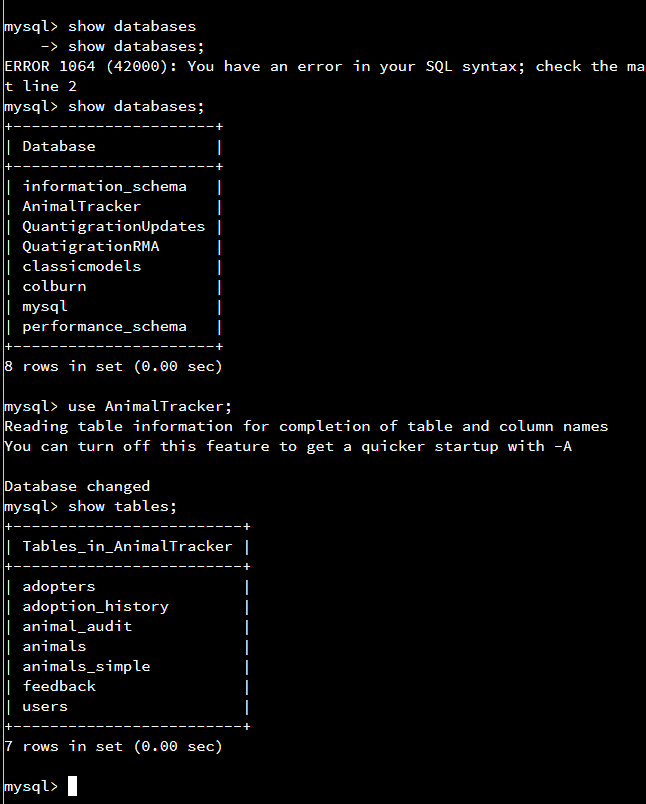 mysql> show databases
    -> show databases;
ERROR 1064 (42000): You have an error in your SQL syntax; check the ma
t line 2
mysql> show databases;
+----------------------+
| Database             |
+----------------------+
| information_schema   |
| AnimalTracker        |
| QuantigrationUpdates |
| QuatigrationRMA      |
| classicmodels        |
| colburn              |
| mysql                |
| performance_schema   |
+----------------------+
8 rows in set (0.00 sec)

mysql> use AnimalTracker;
Reading table information for completion of table and column names
You can turn off this feature to get a quicker startup with -A

Database changed
mysql> show tables;
+-------------------------+
| Tables_in_AnimalTracker |
+-------------------------+
| adopters                |
| adoption_history        |
| animal_audit            |
| animals                 |
| animals_simple          |
| feedback                |
| users                   |
+-------------------------+
7 rows in set (0.00 sec)

mysql>